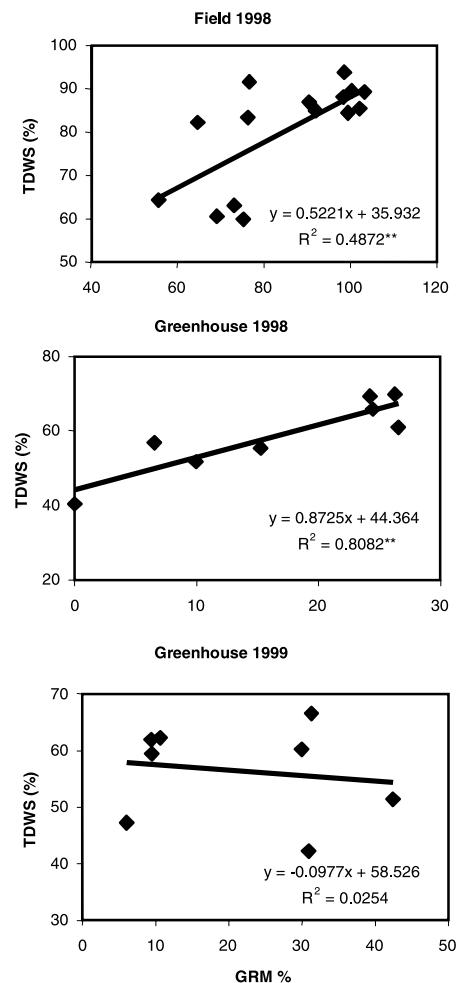 Field 1998
100
90
80
70
60
50
TDWS (%)
y = 0.5221x + 35.932
R² = 0.4872**
40 60 80 100 120
Greenhouse 1998
80
60
40
20
TDWS (%)
y = 0.8725x + 44.364
R² = 0.8082**
0 10 20 30
Greenhouse 1999
70
60
50
40
30
TDWS (%)
y = -0.0977x + 58.526
R² = 0.0254
0 10 20 30 40 50
GRM %